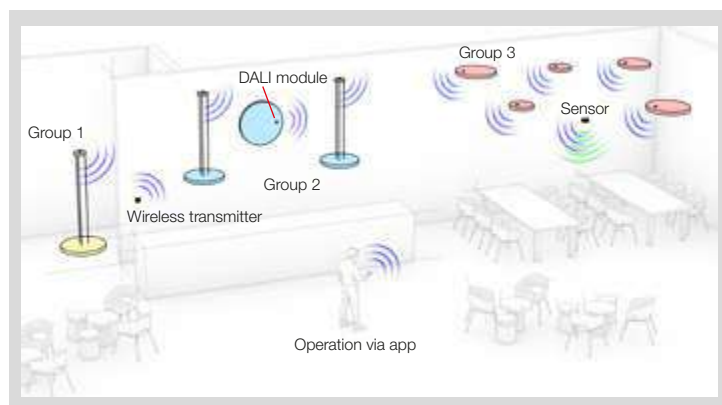 Group 3
DALI module
Sensor
Group 1
Group 2
Wireless transmitter
Operation via app